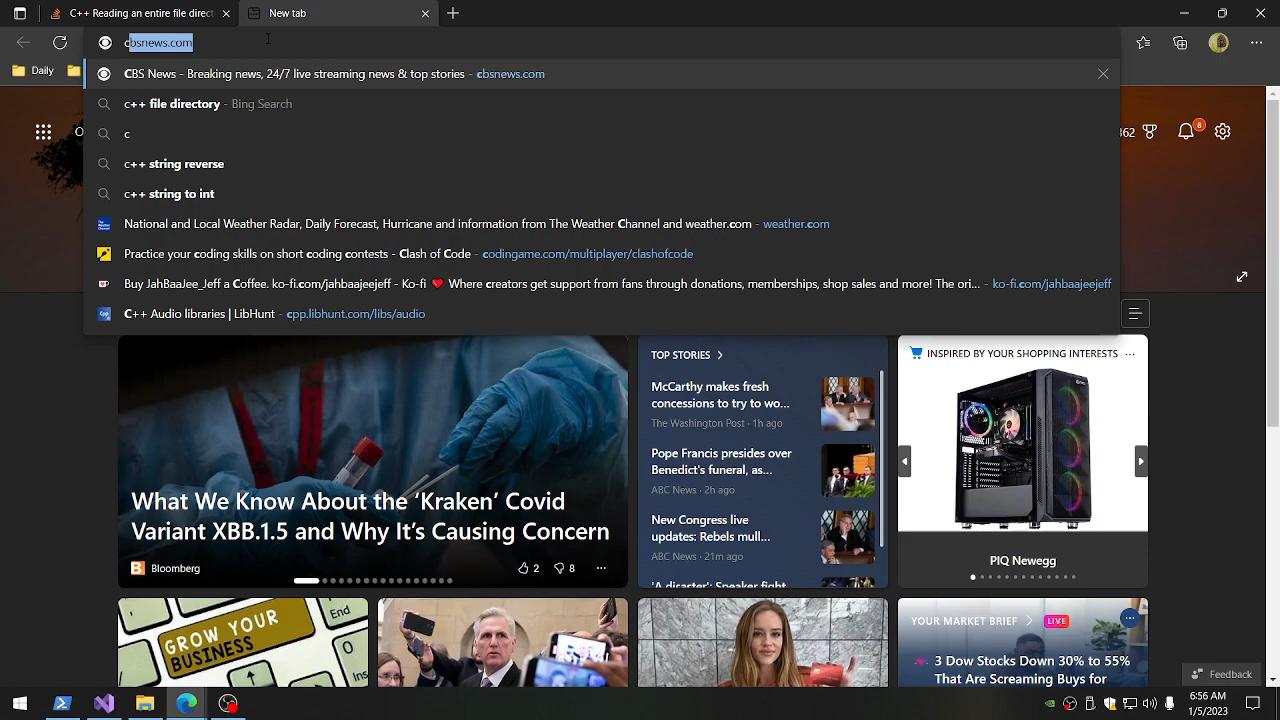 C++ Reading an entire file direct
New tab
cbsnews.com
Daily
CBS News - Breaking news, 24/7 live streaming news & top stories - cbsnews.com
c++ file directory - Bing Search
c
c++ string reverse
c++ string to int
National and Local Weather Radar, Daily Forecast, Hurricane and information from The Weather Channel and weather.com - weather.com
Practice your coding skills on short coding contests - Clash of Code - codingame.com/multiplayer/clashofcode
Buy JahBaaJee_Jeff a Coffee. ko-fi.com/jahbaajeejeff - Ko-fi ❤️ Where creators get support from fans through donations, memberships, shop sales and more! The ori... - ko-fi.com/jahbaajeejeff
C++ Audio libraries | LibHunt - cpp.libhunt.com/libs/audio
62
8
What We Know About the ‘Kraken’ Covid
Variant XBB.1.5 and Why It’s Causing Concern
Bloomberg
2
8
TOP STORIES
McCarthy makes fresh
concessions to try to wo...
The Washington Post · 1h ago
Pope Francis presides over
Benedict's funeral, as...
ABC News · 2h ago
New Congress live
updates: Rebels mull...
ABC News · 21m ago
'A disaster': Speaker fight
INSPIRED BY YOUR SHOPPING INTERESTS
PIQ Newegg
GROW YOUR
BUSINESS
End
YOUR MARKET BRIEF
LIVE
3 Dow Stocks Down 30% to 55%
That Are Screaming Buys for
Feedback
6:56 AM
1/5/2023